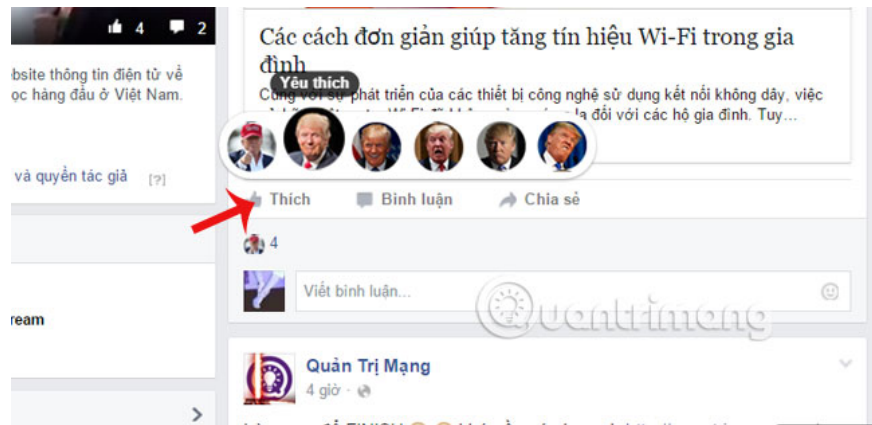 4 2
ebsite thông tin điện tử về
ọc hàng đầu ở Việt Nam.
và quyền tác giả [?]
ream
Các cách đơn giản giúp tăng tín hiệu Wi-Fi trong gia
đình
Yêu thích
Cùng với sự phát triển của các thiết bị công nghệ sử dụng kết nối không dây, việc
đối với các hộ gia đình. Tuy...
Thích Bình luận Chia sẻ
4
Viết bình luận...
Quantrimang
Quản Trị Mạng
4 giờ ·